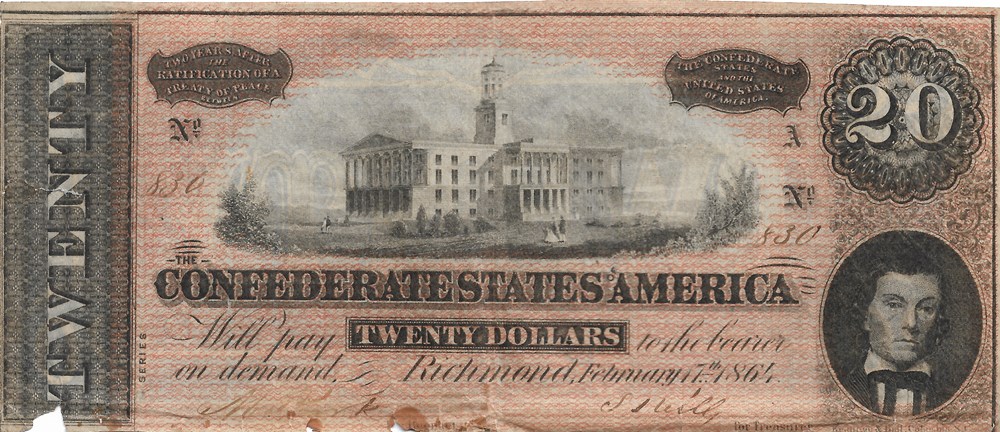 TWENTY
TWO YEARS AFTER
THE
RATIFICATION OF A
TREATY OF PEACE
BETWEEN
THE CONFEDERATE
STATES
AND THE
UNITED STATES
OF AMERICA.
20
No
A
830
No
830
-THE-
CONFEDERATE STATES AMERICA
Will pay TWENTY DOLLARS to the bearer
on demand, Richmond, February 17th 1864.
SERIES
for Treasurer